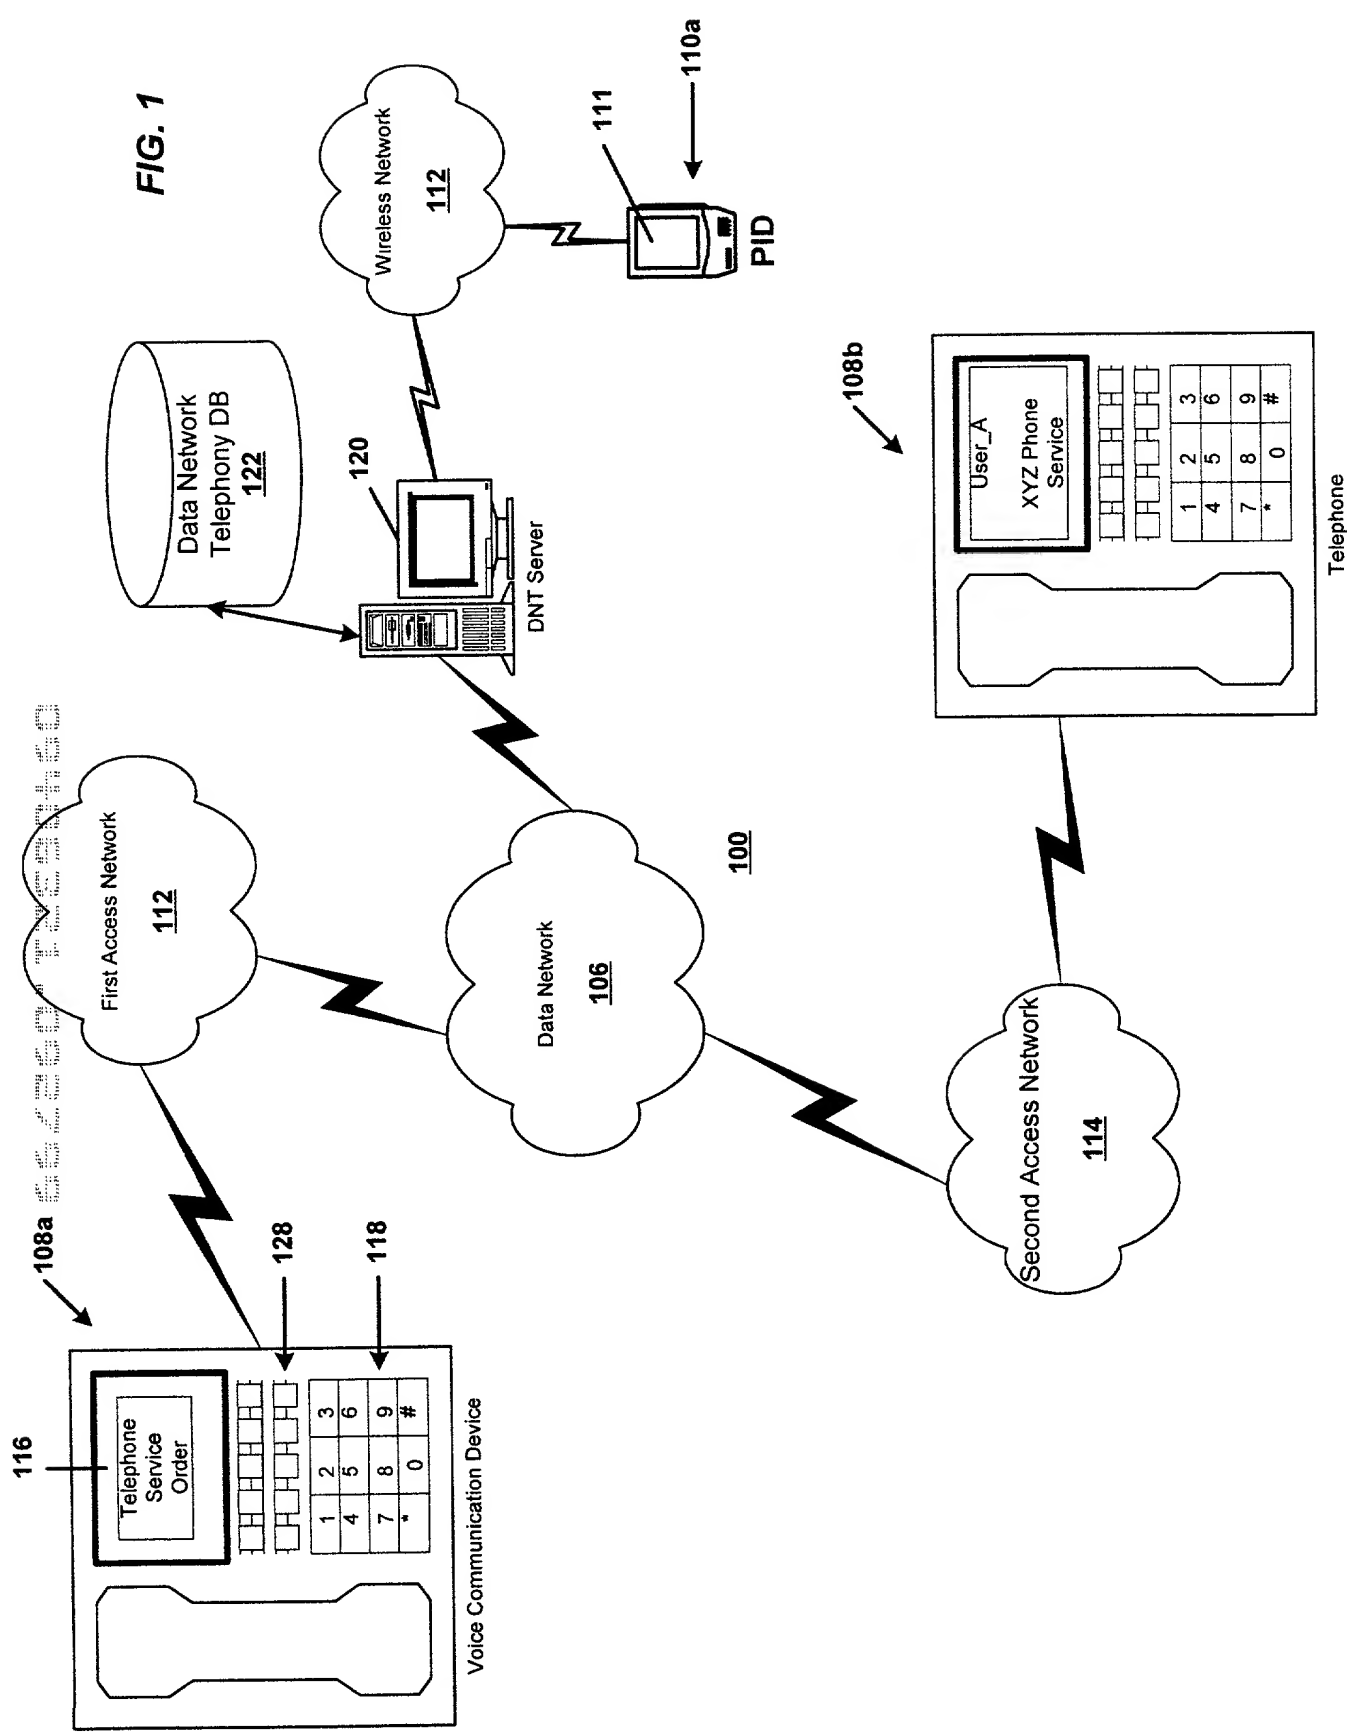 FIG. 1
116
Telephone
Service
Order
108a
128
118
1 2 3
4 5 6
7 8 9
* 0 #
Voice Communication Device
First Access Network
112
Data Network
Telephony DB
122
120
DNT Server
Wireless Network
112
111
110a
PID
Data Network
106
100
Second Access Network
114
108b
User_A
XYZ Phone
Service
1 2 3
4 5 6
7 8 9
* 0 #
Telephone